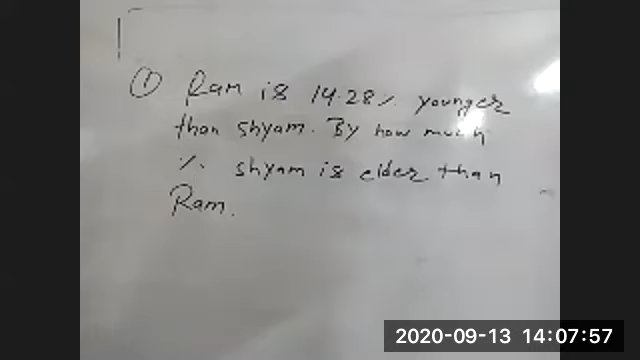 ① Ram is 14.28% younger
than shyam. By how much
% shyam is elder than
Ram.
2020-09-13 14:07:57